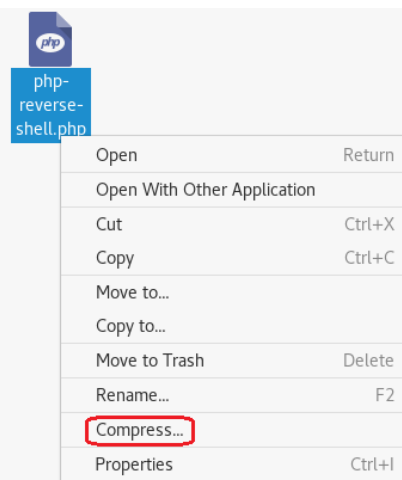 php
php-
reverse-
shell.php
Open Return
Open With Other Application
Cut Ctrl+X
Copy Ctrl+C
Move to...
Copy to...
Move to Trash Delete
Rename... F2
Compress...
Properties Ctrl+I